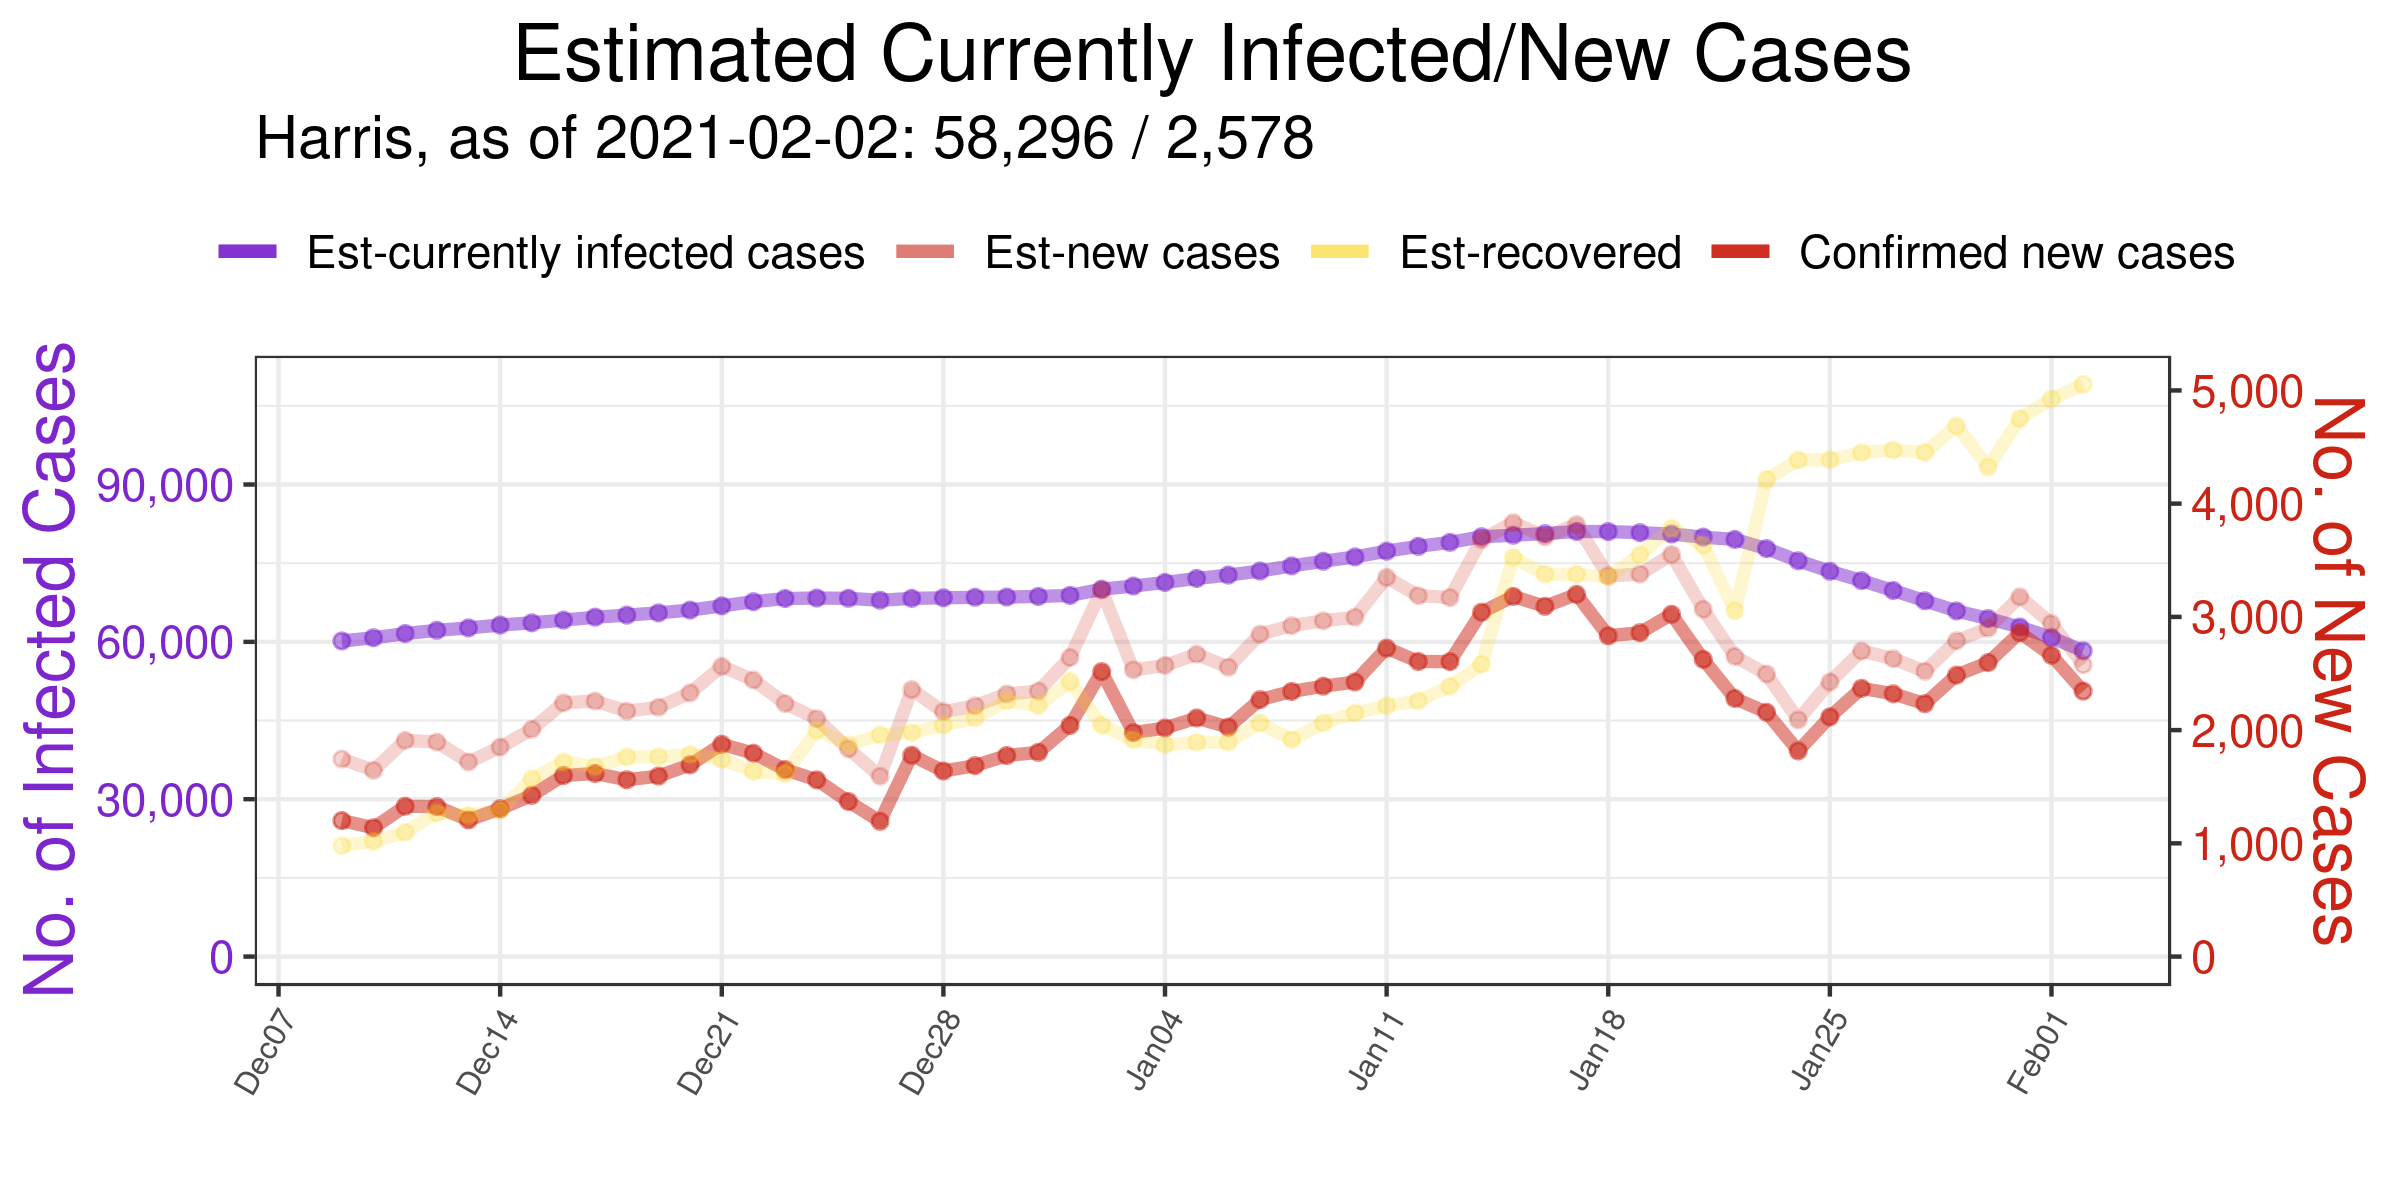 Estimated Currently Infected/New Cases
Harris, as of 2021-02-02: 58,296 / 2,578
Est-currently infected cases Est-new cases Est-recovered Confirmed new cases
No. of Infected Cases
90,000
60,000
30,000
0
5,000
4,000
3,000
2,000
1,000
0
No. of New Cases
Dec07 Dec14 Dec21 Dec28 Jan04 Jan11 Jan18 Jan25 Feb01